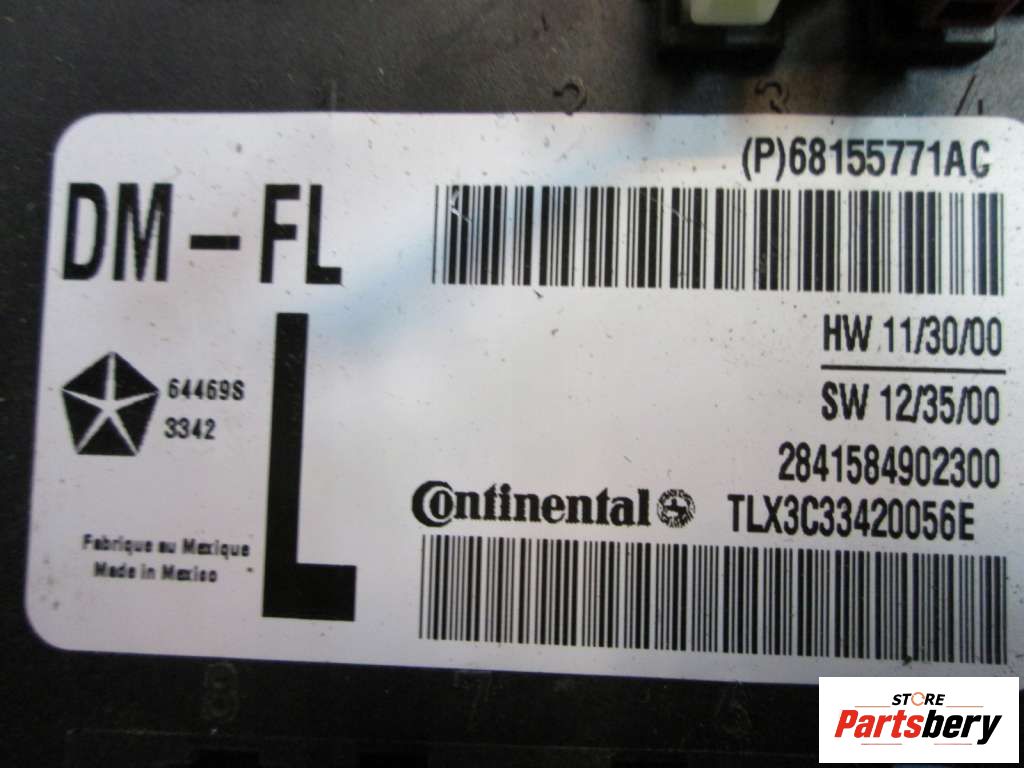 (P)68155771AC
DM-FL
HW 11/30/00
SW 12/35/00
64469S
3342
L
2841584902300
Continental
TLX3C33420056E
Fabrique au Mexique
Made in Mexico
STORE
Partsbery